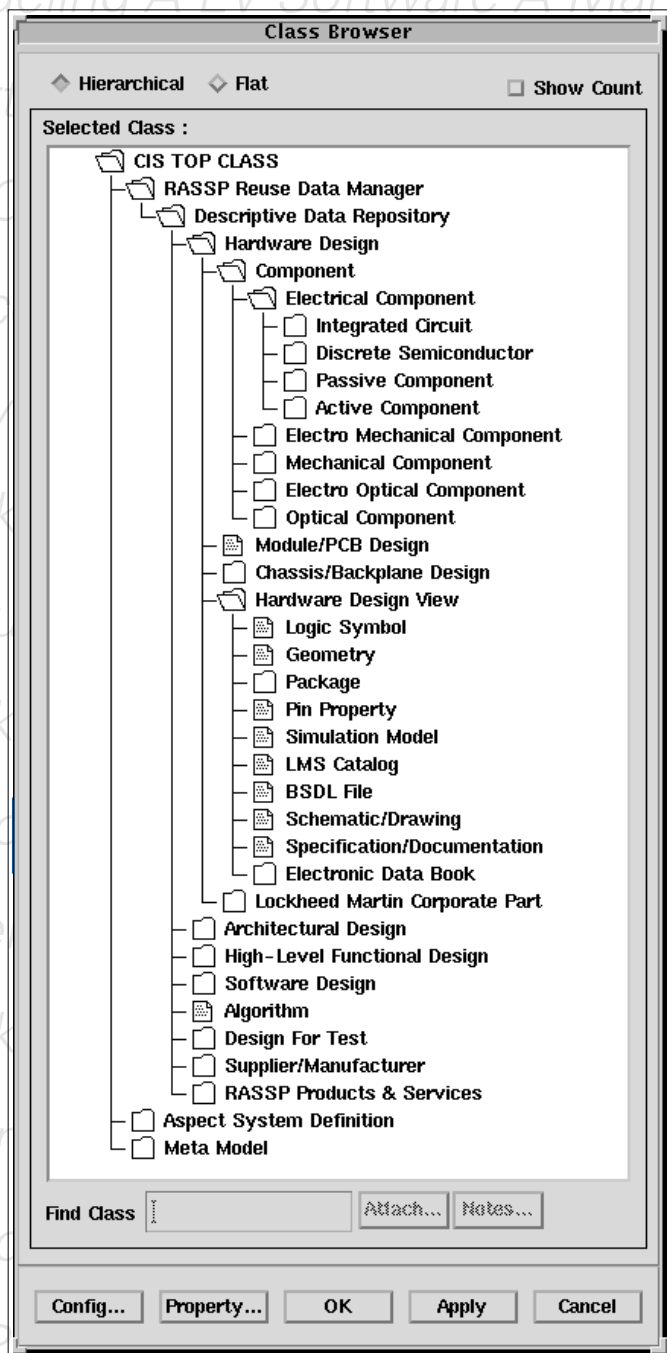 Class Browser
Hierarchical Flat Show Count
Selected Class :
CIS TOP CLASS
RASSP Reuse Data Manager
Descriptive Data Repository
Hardware Design
Component
Electrical Component
Integrated Circuit
Discrete Semiconductor
Passive Component
Active Component
Electro Mechanical Component
Mechanical Component
Electro Optical Component
Optical Component
Module/PCB Design
Chassis/Backplane Design
Hardware Design View
Logic Symbol
Geometry
Package
Pin Property
Simulation Model
LMS Catalog
BSDL File
Schematic/Drawing
Specification/Documentation
Electronic Data Book
Lockheed Martin Corporate Part
Architectural Design
High-Level Functional Design
Software Design
Algorithm
Design For Test
Supplier/Manufacturer
RASSP Products & Services
Aspect System Definition
Meta Model
Find Class Attach... Notes...
Config... Property... OK Apply Cancel